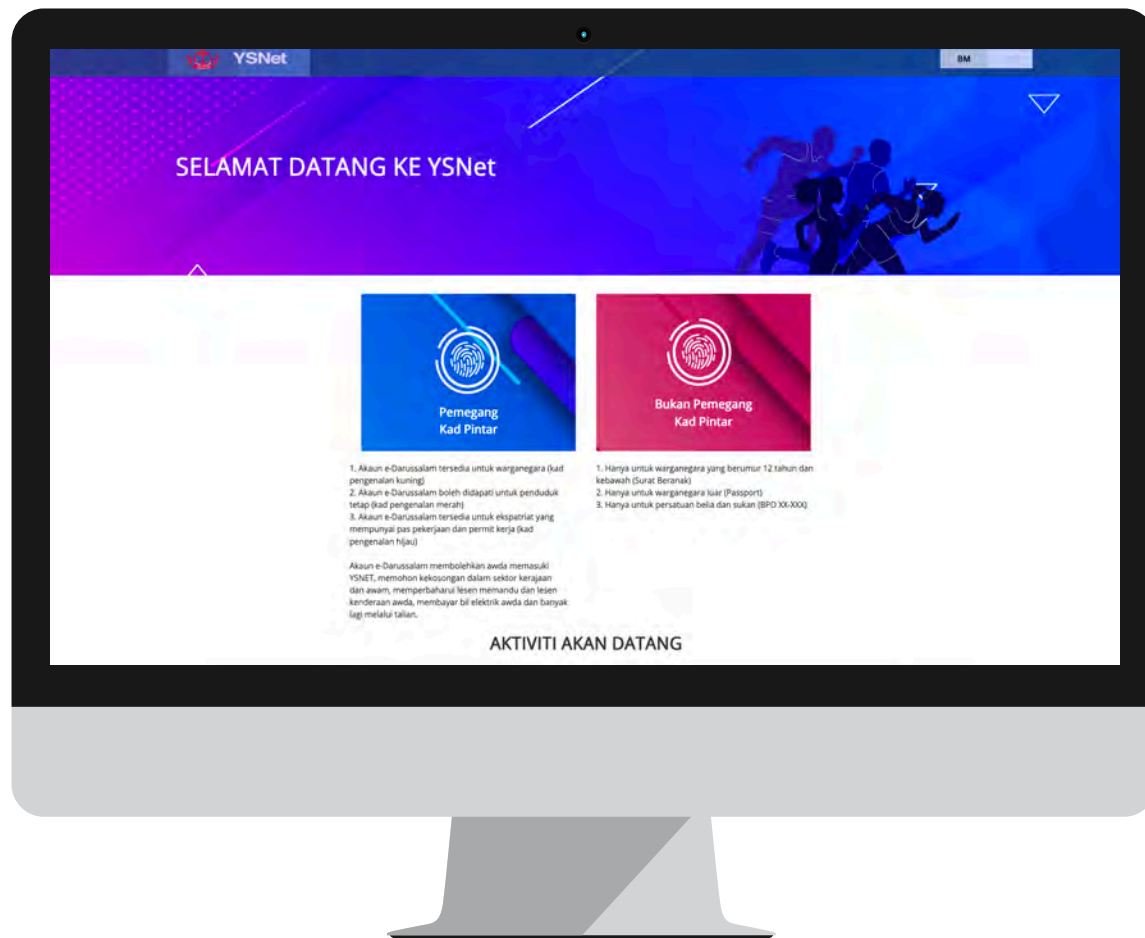 YSNet
BM
SELAMAT DATANG KE YSNet
Pemegang
Kad Pintar
1. Akaun e-Darussalam tersedia untuk warganegara (kad
pengenalan kuning)
2. Akaun e-Darussalam boleh didapati untuk penduduk
tetap (kad pengenalan merah)
3. Akaun e-Darussalam tersedia untuk ekspatriat yang
mempunyai pas pekerjaan dan permit kerja (kad
pengenalan hijau)
Akaun e-Darussalam membolehkan awda memasuki
YSNET, memohon kekosongan dalam sektor kerajaan
dan awam, memperbaharui lesen memandu dan lesen
kenderaan awda, membayar bil elektrik awda dan banyak
lagi melalui talian.
Bukan Pemegang
Kad Pintar
1. Hanya untuk warganegara yang berumur 12 tahun dan
kebawah (Surat Beranak)
2. Hanya untuk warganegara luar (Passport)
3. Hanya untuk persatuan belia dan sukan (BPD XX-XXX)
AKTIVITI AKAN DATANG